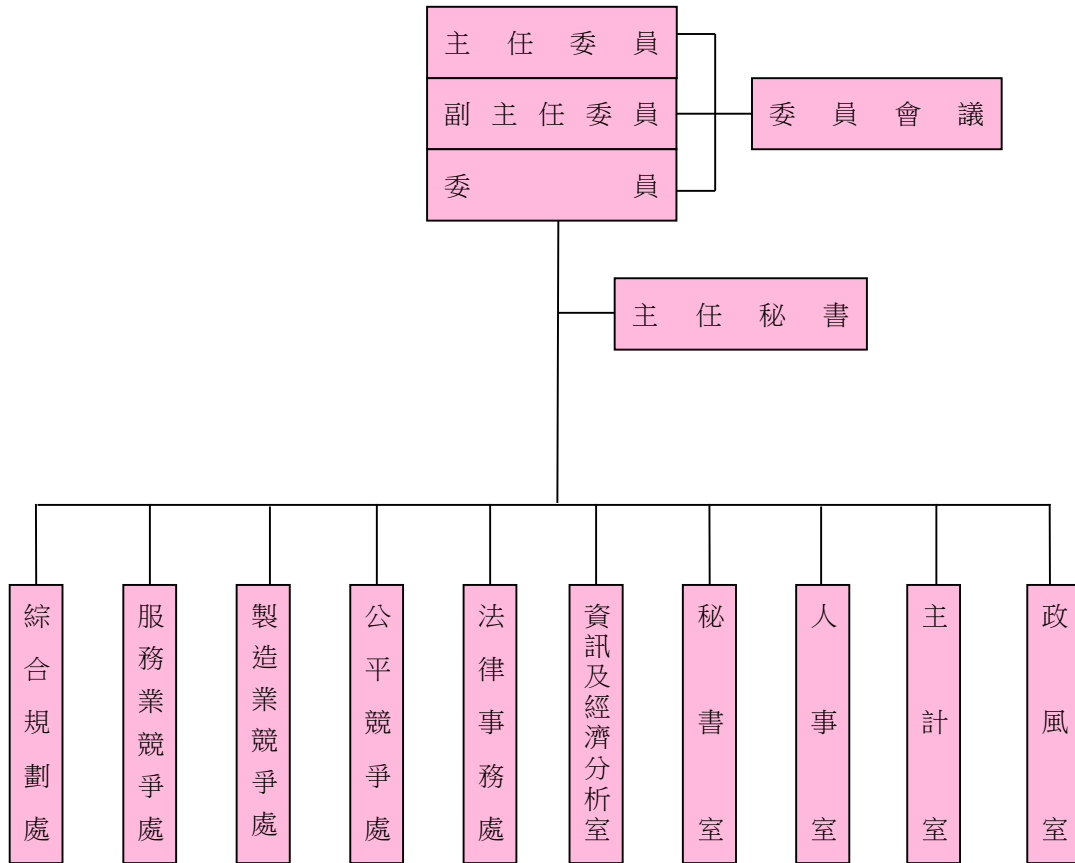 主任委員
副主任委員
委員會議
委員
主任秘書
綜合規劃處
服務業競爭處
製造業競爭處
公平競爭處
法律事務處
資訊及經濟分析室
秘書室
人事室
主計室
政風室